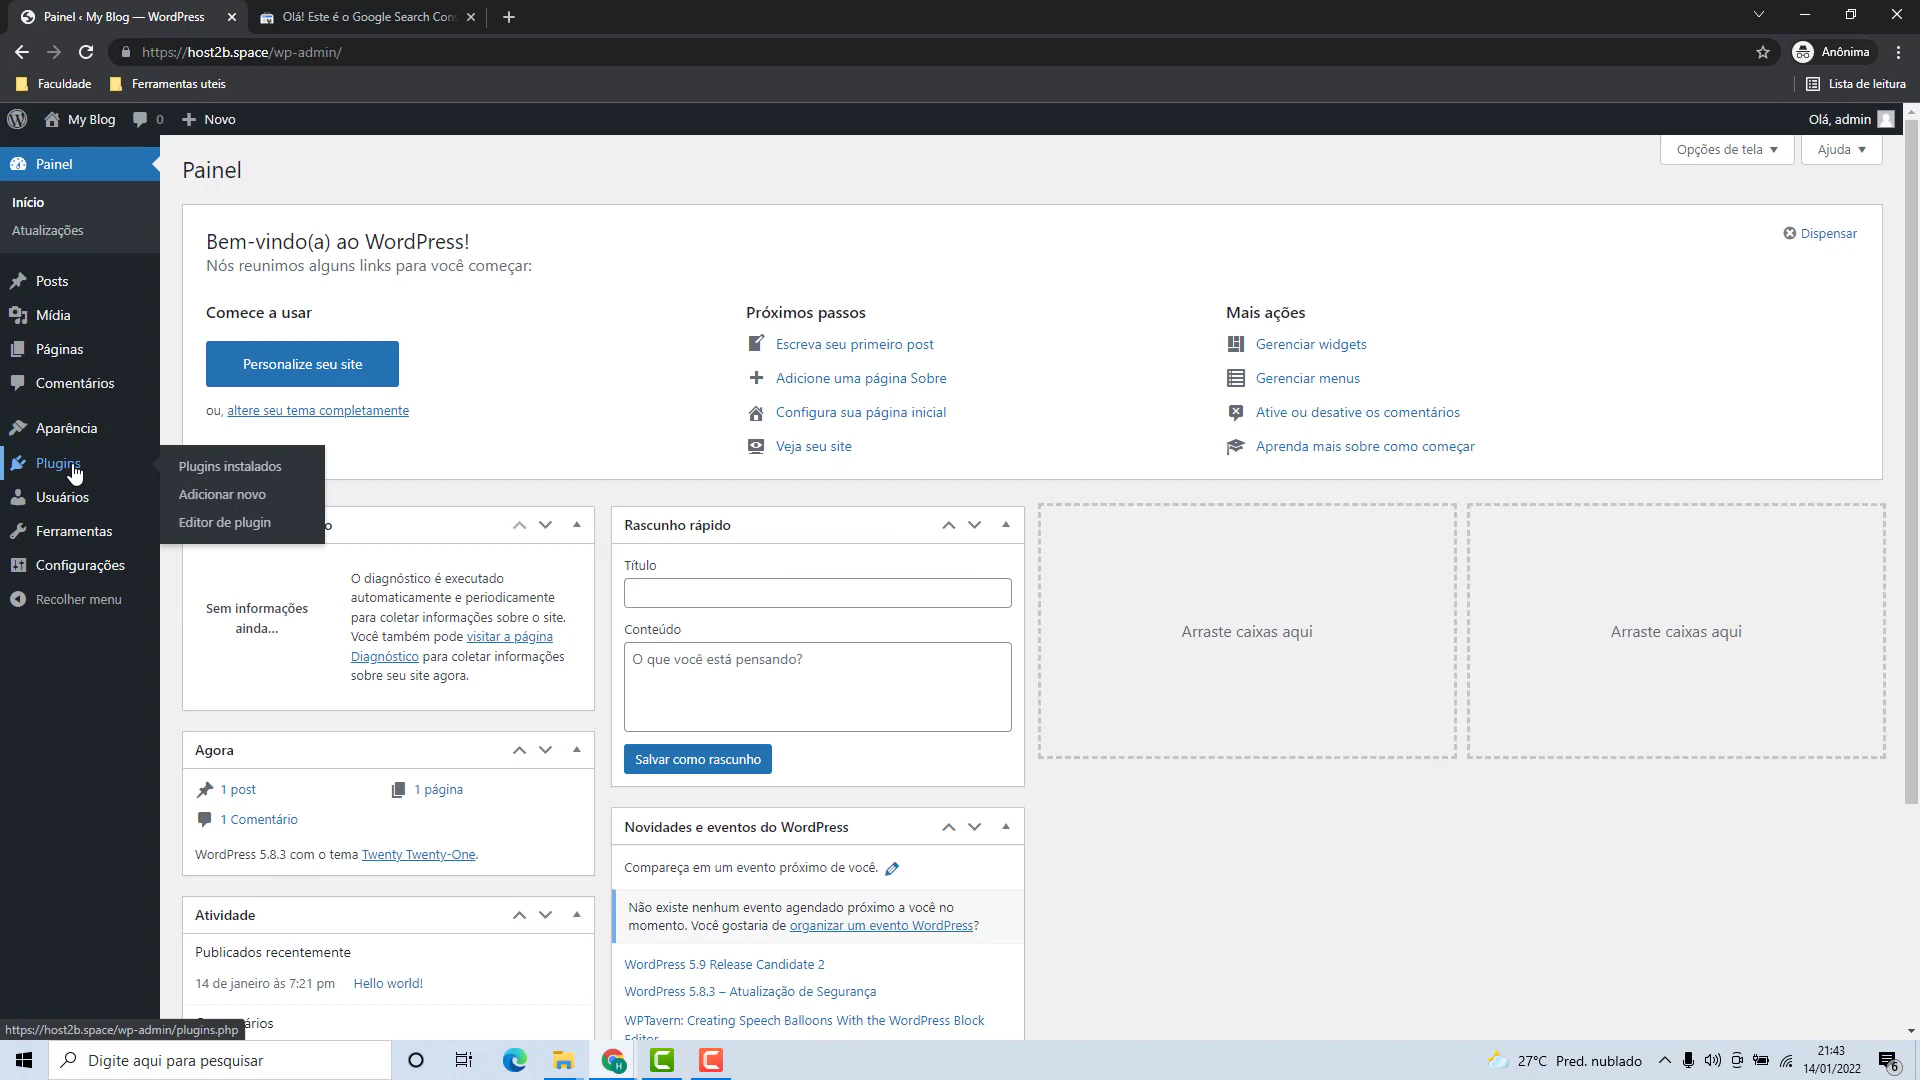 Painel ‹ My Blog — WordPress
Olá! Este é o Google Search Con
https://host2b.space/wp-admin/
Anônima
Faculdade
Ferramentas uteis
Lista de leitura
My Blog
0
Novo
Olá, admin
Painel
Início
Atualizações
Posts
Mídia
Páginas
Comentários
Aparência
Plugins
Usuários
Ferramentas
Configurações
Recolher menu
Plugins instalados
Adicionar novo
Editor de plugin
Painel
Opções de tela
Ajuda
Bem-vindo(a) ao WordPress!
Nós reunimos alguns links para você começar:
Dispensar
Comece a usar
Personalize seu site
ou, altere seu tema completamente
Próximos passos
Escreva seu primeiro post
Adicione uma página Sobre
Configura sua página inicial
Veja seu site
Mais ações
Gerenciar widgets
Gerenciar menus
Ative ou desative os comentários
Aprenda mais sobre como começar
o
Sem informações
ainda...
O diagnóstico é executado
automaticamente e periodicamente
para coletar informações sobre o site.
Você também pode visitar a página
Diagnóstico para coletar informações
sobre seu site agora.
Agora
1 post
1 página
1 Comentário
WordPress 5.8.3 com o tema Twenty Twenty-One.
Atividade
Publicados recentemente
14 de janeiro às 7:21 pm
Hello world!
ários
Rascunho rápido
Título
Conteúdo
O que você está pensando?
Salvar como rascunho
Novidades e eventos do WordPress
Compareça em um evento próximo de você.
Não existe nenhum evento agendado próximo a você no
momento. Você gostaria de organizar um evento WordPress?
WordPress 5.9 Release Candidate 2
WordPress 5.8.3 – Atualização de Segurança
WPTavern: Creating Speech Balloons With the WordPress Block
Editor
Arraste caixas aqui
Arraste caixas aqui
https://host2b.space/wp-admin/plugins.php
Digite aqui para pesquisar
27°C Pred. nublado
21:43
14/01/2022
6